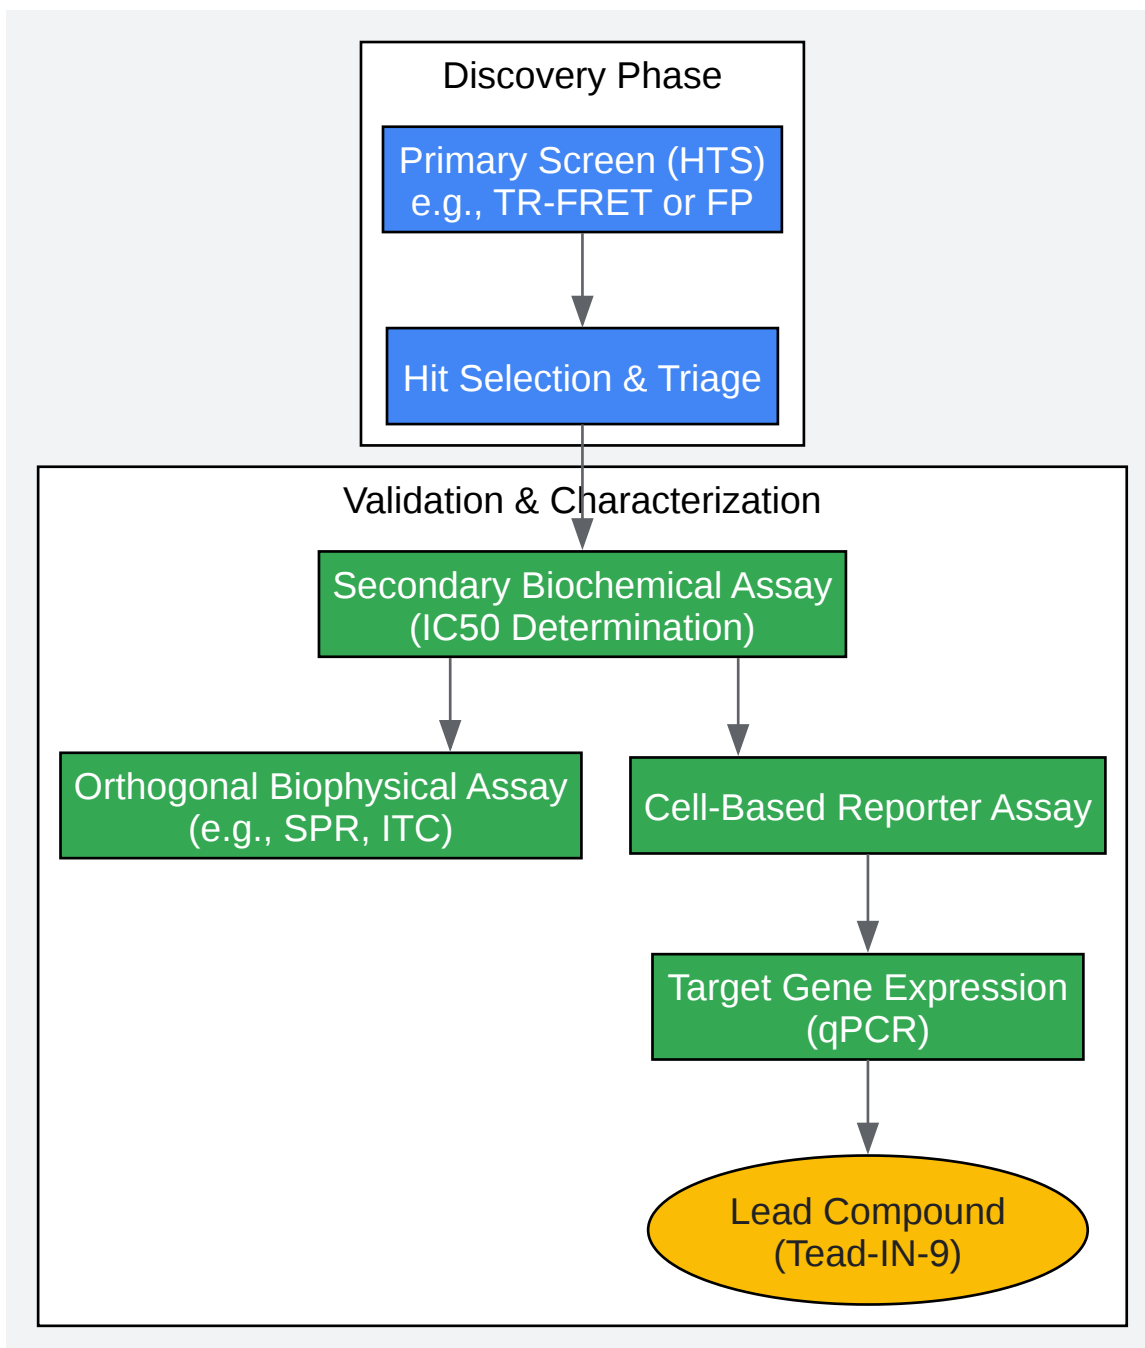 Discovery Phase
Primary Screen (HTS)
e.g., TR-FRET or FP
Hit Selection & Triage
Validation & Characterization
Secondary Biochemical Assay
(IC50 Determination)
Orthogonal Biophysical Assay
(e.g., SPR, ITC)
Cell-Based Reporter Assay
Target Gene Expression
(qPCR)
Lead Compound
(Tead-IN-9)